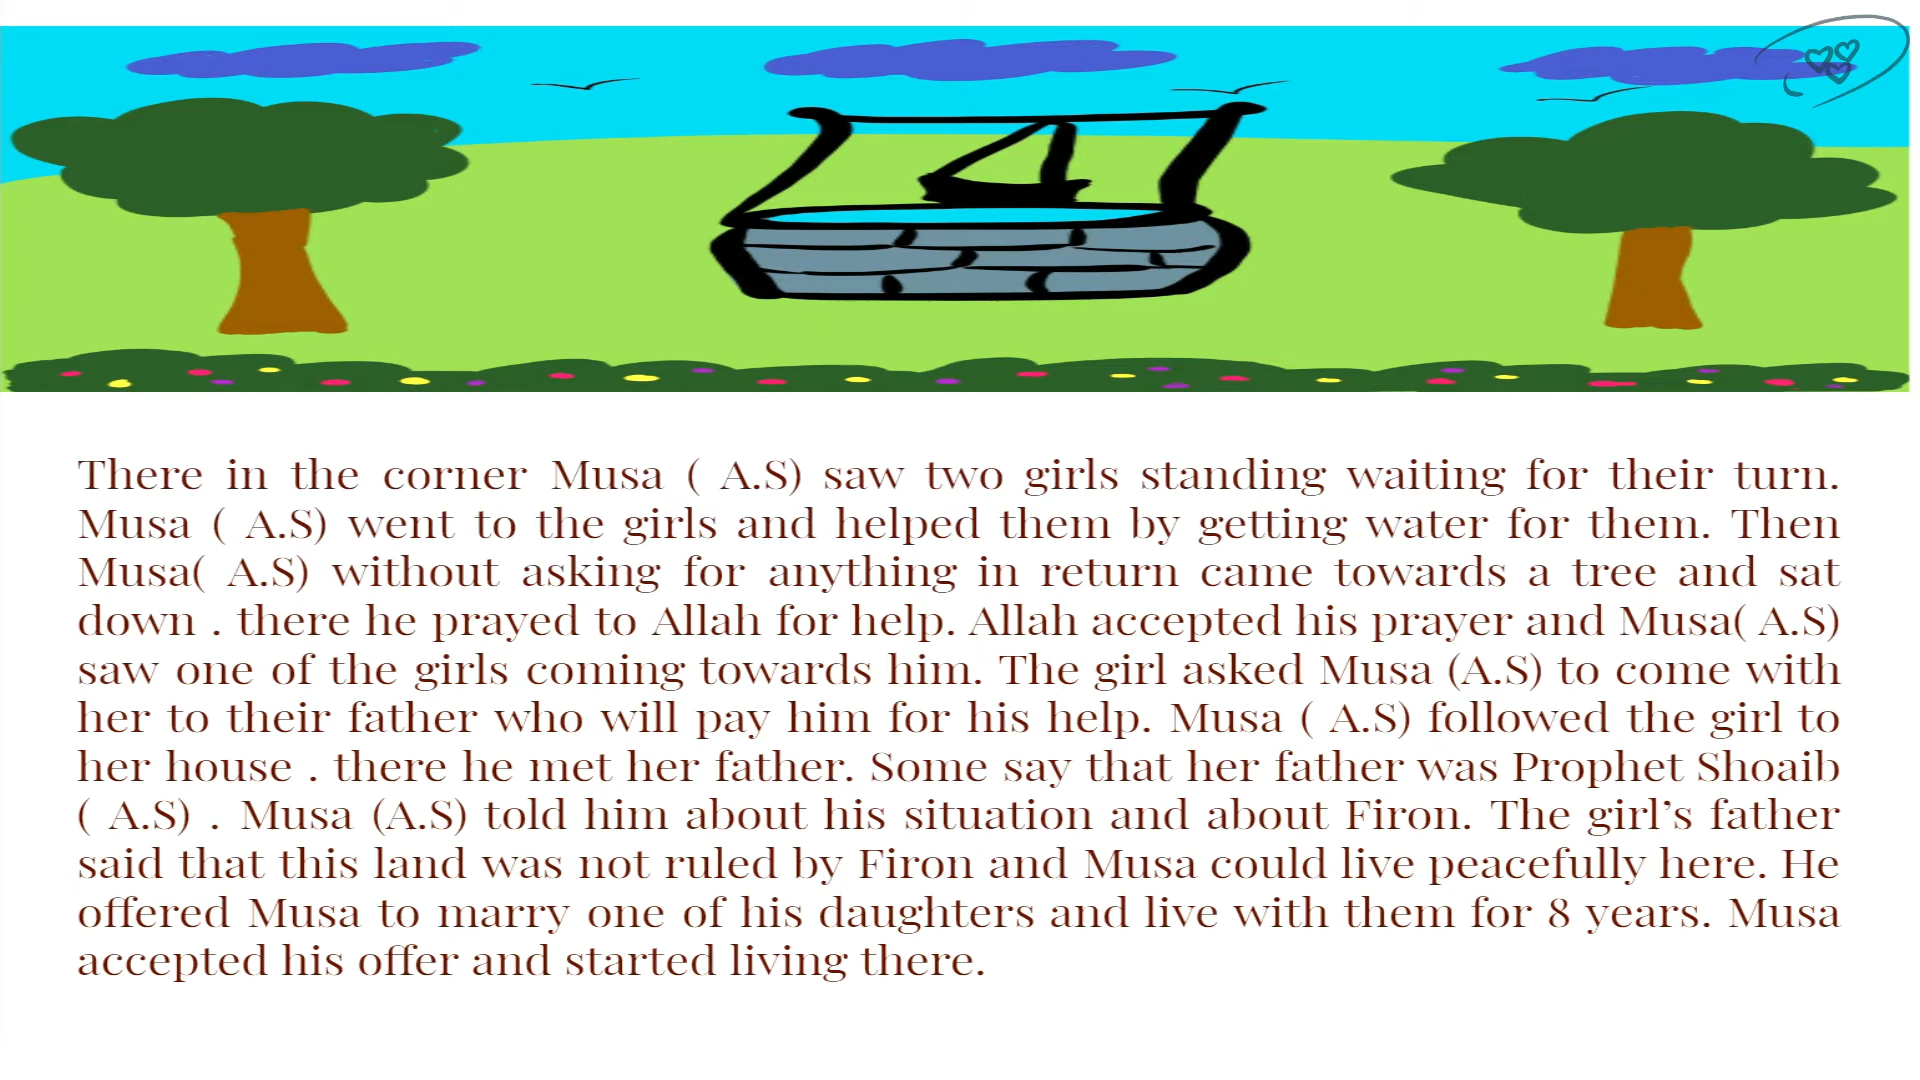 There in the corner Musa ( A.S) saw two girls standing waiting for their turn.
Musa ( A.S) went to the girls and helped them by getting water for them. Then
Musa( A.S) without asking for anything in return came towards a tree and sat
down . there he prayed to Allah for help. Allah accepted his prayer and Musa( A.S)
saw one of the girls coming towards him. The girl asked Musa (A.S) to come with
her to their father who will pay him for his help. Musa ( A.S) followed the girl to
her house . there he met her father. Some say that her father was Prophet Shoaib
( A.S) . Musa (A.S) told him about his situation and about Firon. The girl’s father
said that this land was not ruled by Firon and Musa could live peacefully here. He
offered Musa to marry one of his daughters and live with them for 8 years. Musa
accepted his offer and started living there.